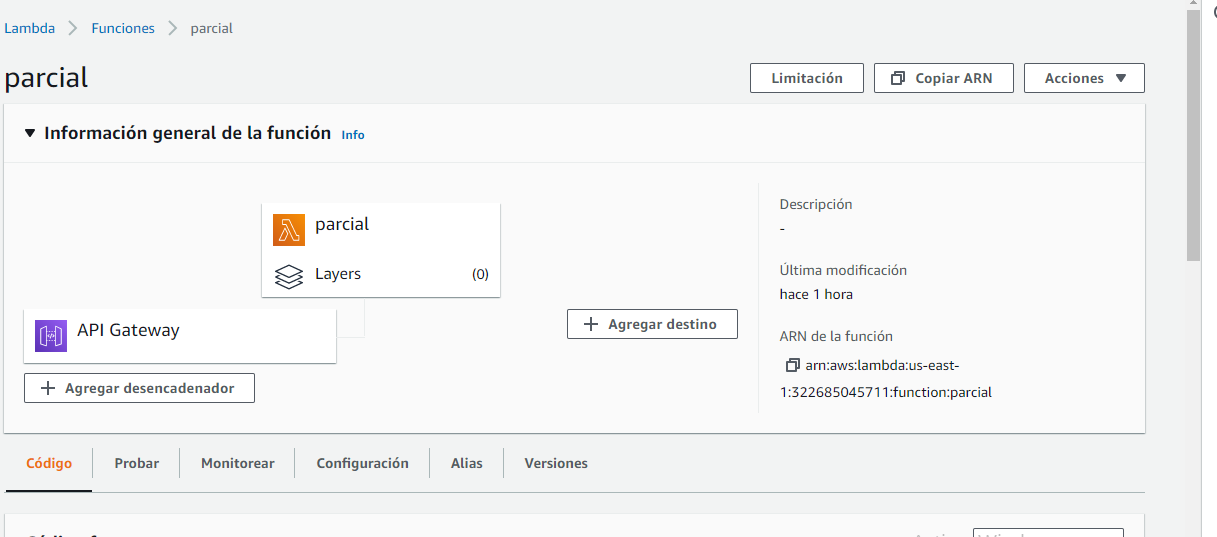 Lambda > Funciones > parcial
parcial
Limitación
Copiar ARN
Acciones
Información general de la función Info
parcial
Layers (0)
API Gateway
Agregar destino
Agregar desencadenador
Descripción
-
Última modificación
hace 1 hora
ARN de la función
arn:aws:lambda:us-east-
1:322685045711:function:parcial
Código
Probar
Monitorear
Configuración
Alias
Versiones